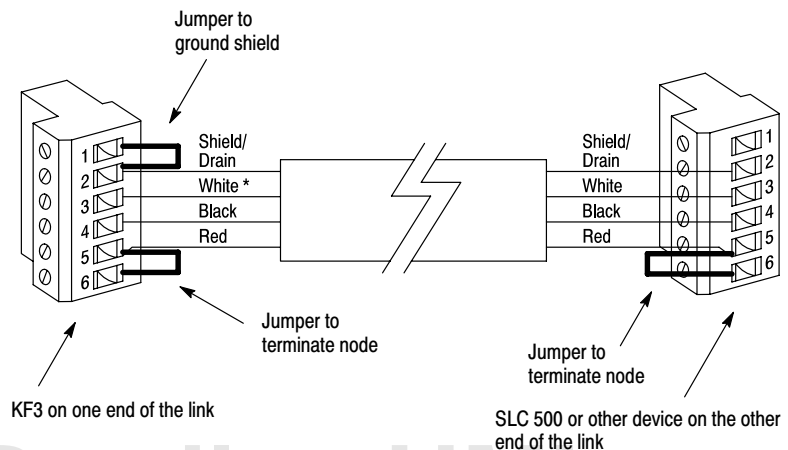 Jumper to
ground shield
1
2
3
4
5
6
Shield/
Drain
White *
Black
Red
Shield/
Drain
White
Black
Red
1
2
3
4
5
6
Jumper to
terminate node
Jumper to
terminate node
KF3 on one end of the link
SLC 500 or other device on the other
end of the link